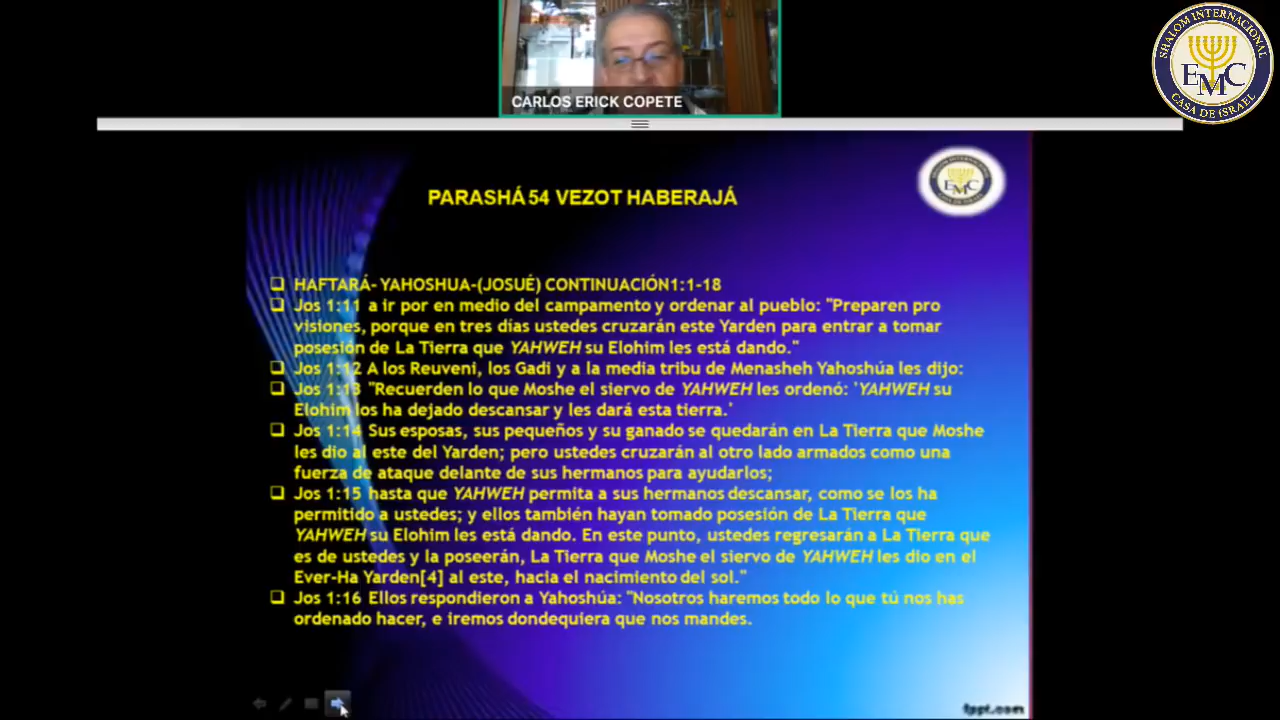 CARLOS ERICK COPETE
SHALOM INTERNACIONAL
EMC
CASA DE ISRAEL
PARASHÁ 54 VEZOT HABERAJÁ
EMC
HAFTARÁ- YAHOSHUA-(JOSUÉ) CONTINUACIÓN1:1-18
Jos 1:11 a ir por en medio del campamento y ordenar al pueblo: "Preparen pro
visiones, porque en tres días ustedes cruzarán este Yarden para entrar a tomar
posesión de La Tierra que YAHWEH su Elohim les está dando."
Jos 1:12 A los Reuveni, los Gadi y a la media tribu de Menasheh Yahoshúa les dijo:
Jos 1:13 "Recuerden lo que Moshe el siervo de YAHWEH les ordenó: 'YAHWEH su
Elohim los ha dejado descansar y les dará esta tierra.'
Jos 1:14 Sus esposas, sus pequeños y su ganado se quedarán en La Tierra que Moshe
les dio al este del Yarden; pero ustedes cruzarán al otro lado armados como una
fuerza de ataque delante de sus hermanos para ayudarlos;
Jos 1:15 hasta que YAHWEH permita a sus hermanos descansar, como se los ha
permitido a ustedes; y ellos también hayan tomado posesión de La Tierra que
YAHWEH su Elohim les está dando. En este punto, ustedes regresarán a La Tierra que
es de ustedes y la poseerán, La Tierra que Moshe el siervo de YAHWEH les dio en el
Ever-Ha Yarden[4] al este, hacia el nacimiento del sol."
Jos 1:16 Ellos respondieron a Yahoshúa: "Nosotros haremos todo lo que tú nos has
ordenado hacer, e iremos dondequiera que nos mandes.
fppt.com